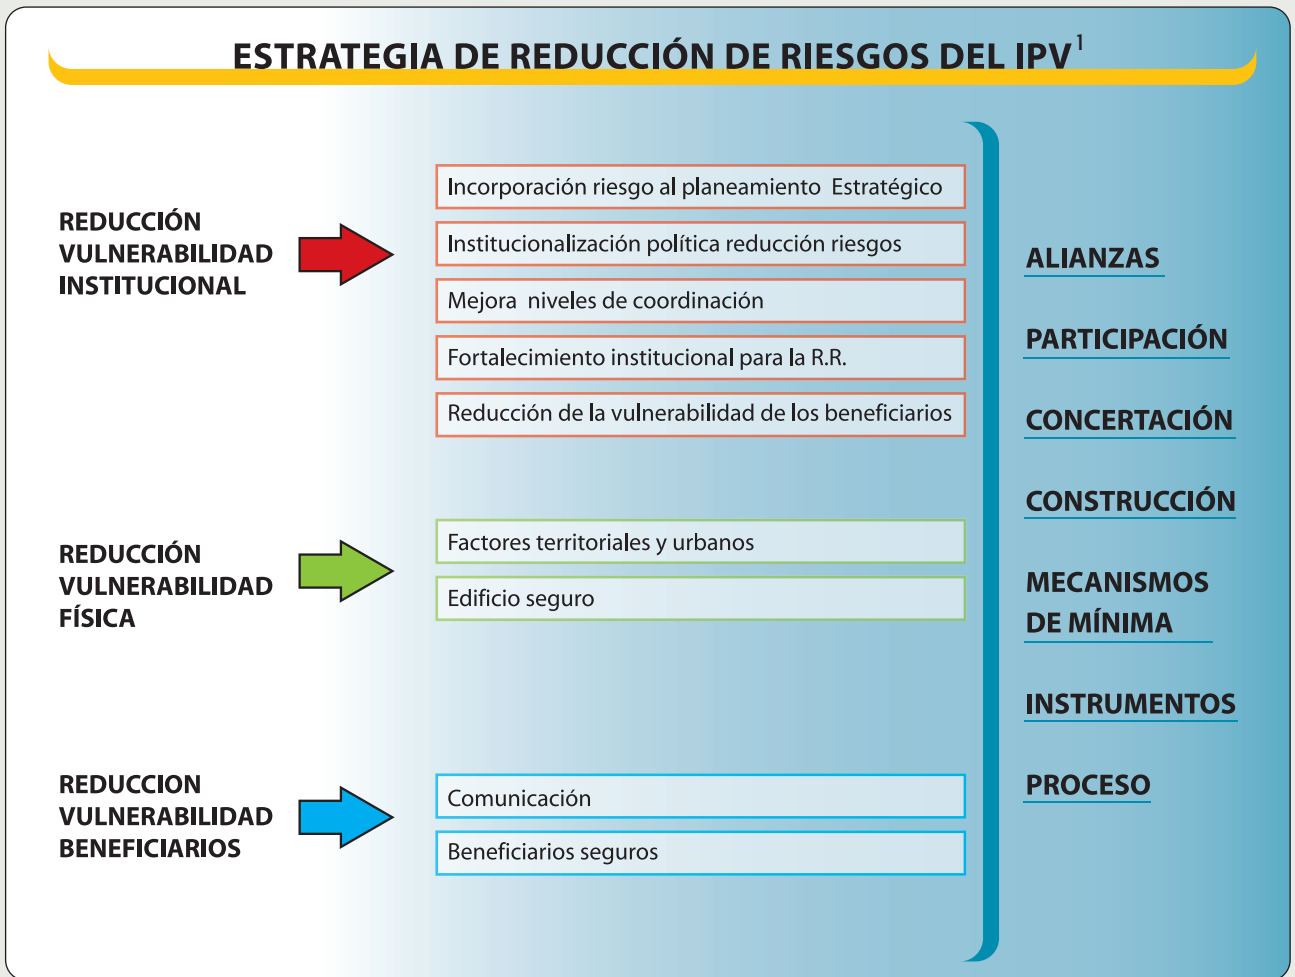 ESTRATEGIA DE REDUCCIÓN DE RIESGOS DEL IPV¹
REDUCCIÓN
VULNERABILIDAD
INSTITUCIONAL
Incorporación riesgo al planeamiento Estratégico
Institucionalización política reducción riesgos
Mejora niveles de coordinación
Fortalecimiento institucional para la R.R.
Reducción de la vulnerabilidad de los beneficiarios
REDUCCIÓN
VULNERABILIDAD
FÍSICA
Factores territoriales y urbanos
Edificio seguro
REDUCCION
VULNERABILIDAD
BENEFICIARIOS
Comunicación
Beneficiarios seguros
ALIANZAS
PARTICIPACIÓN
CONCERTACIÓN
CONSTRUCCIÓN
MECANISMOS
DE MÍNIMA
INSTRUMENTOS
PROCESO